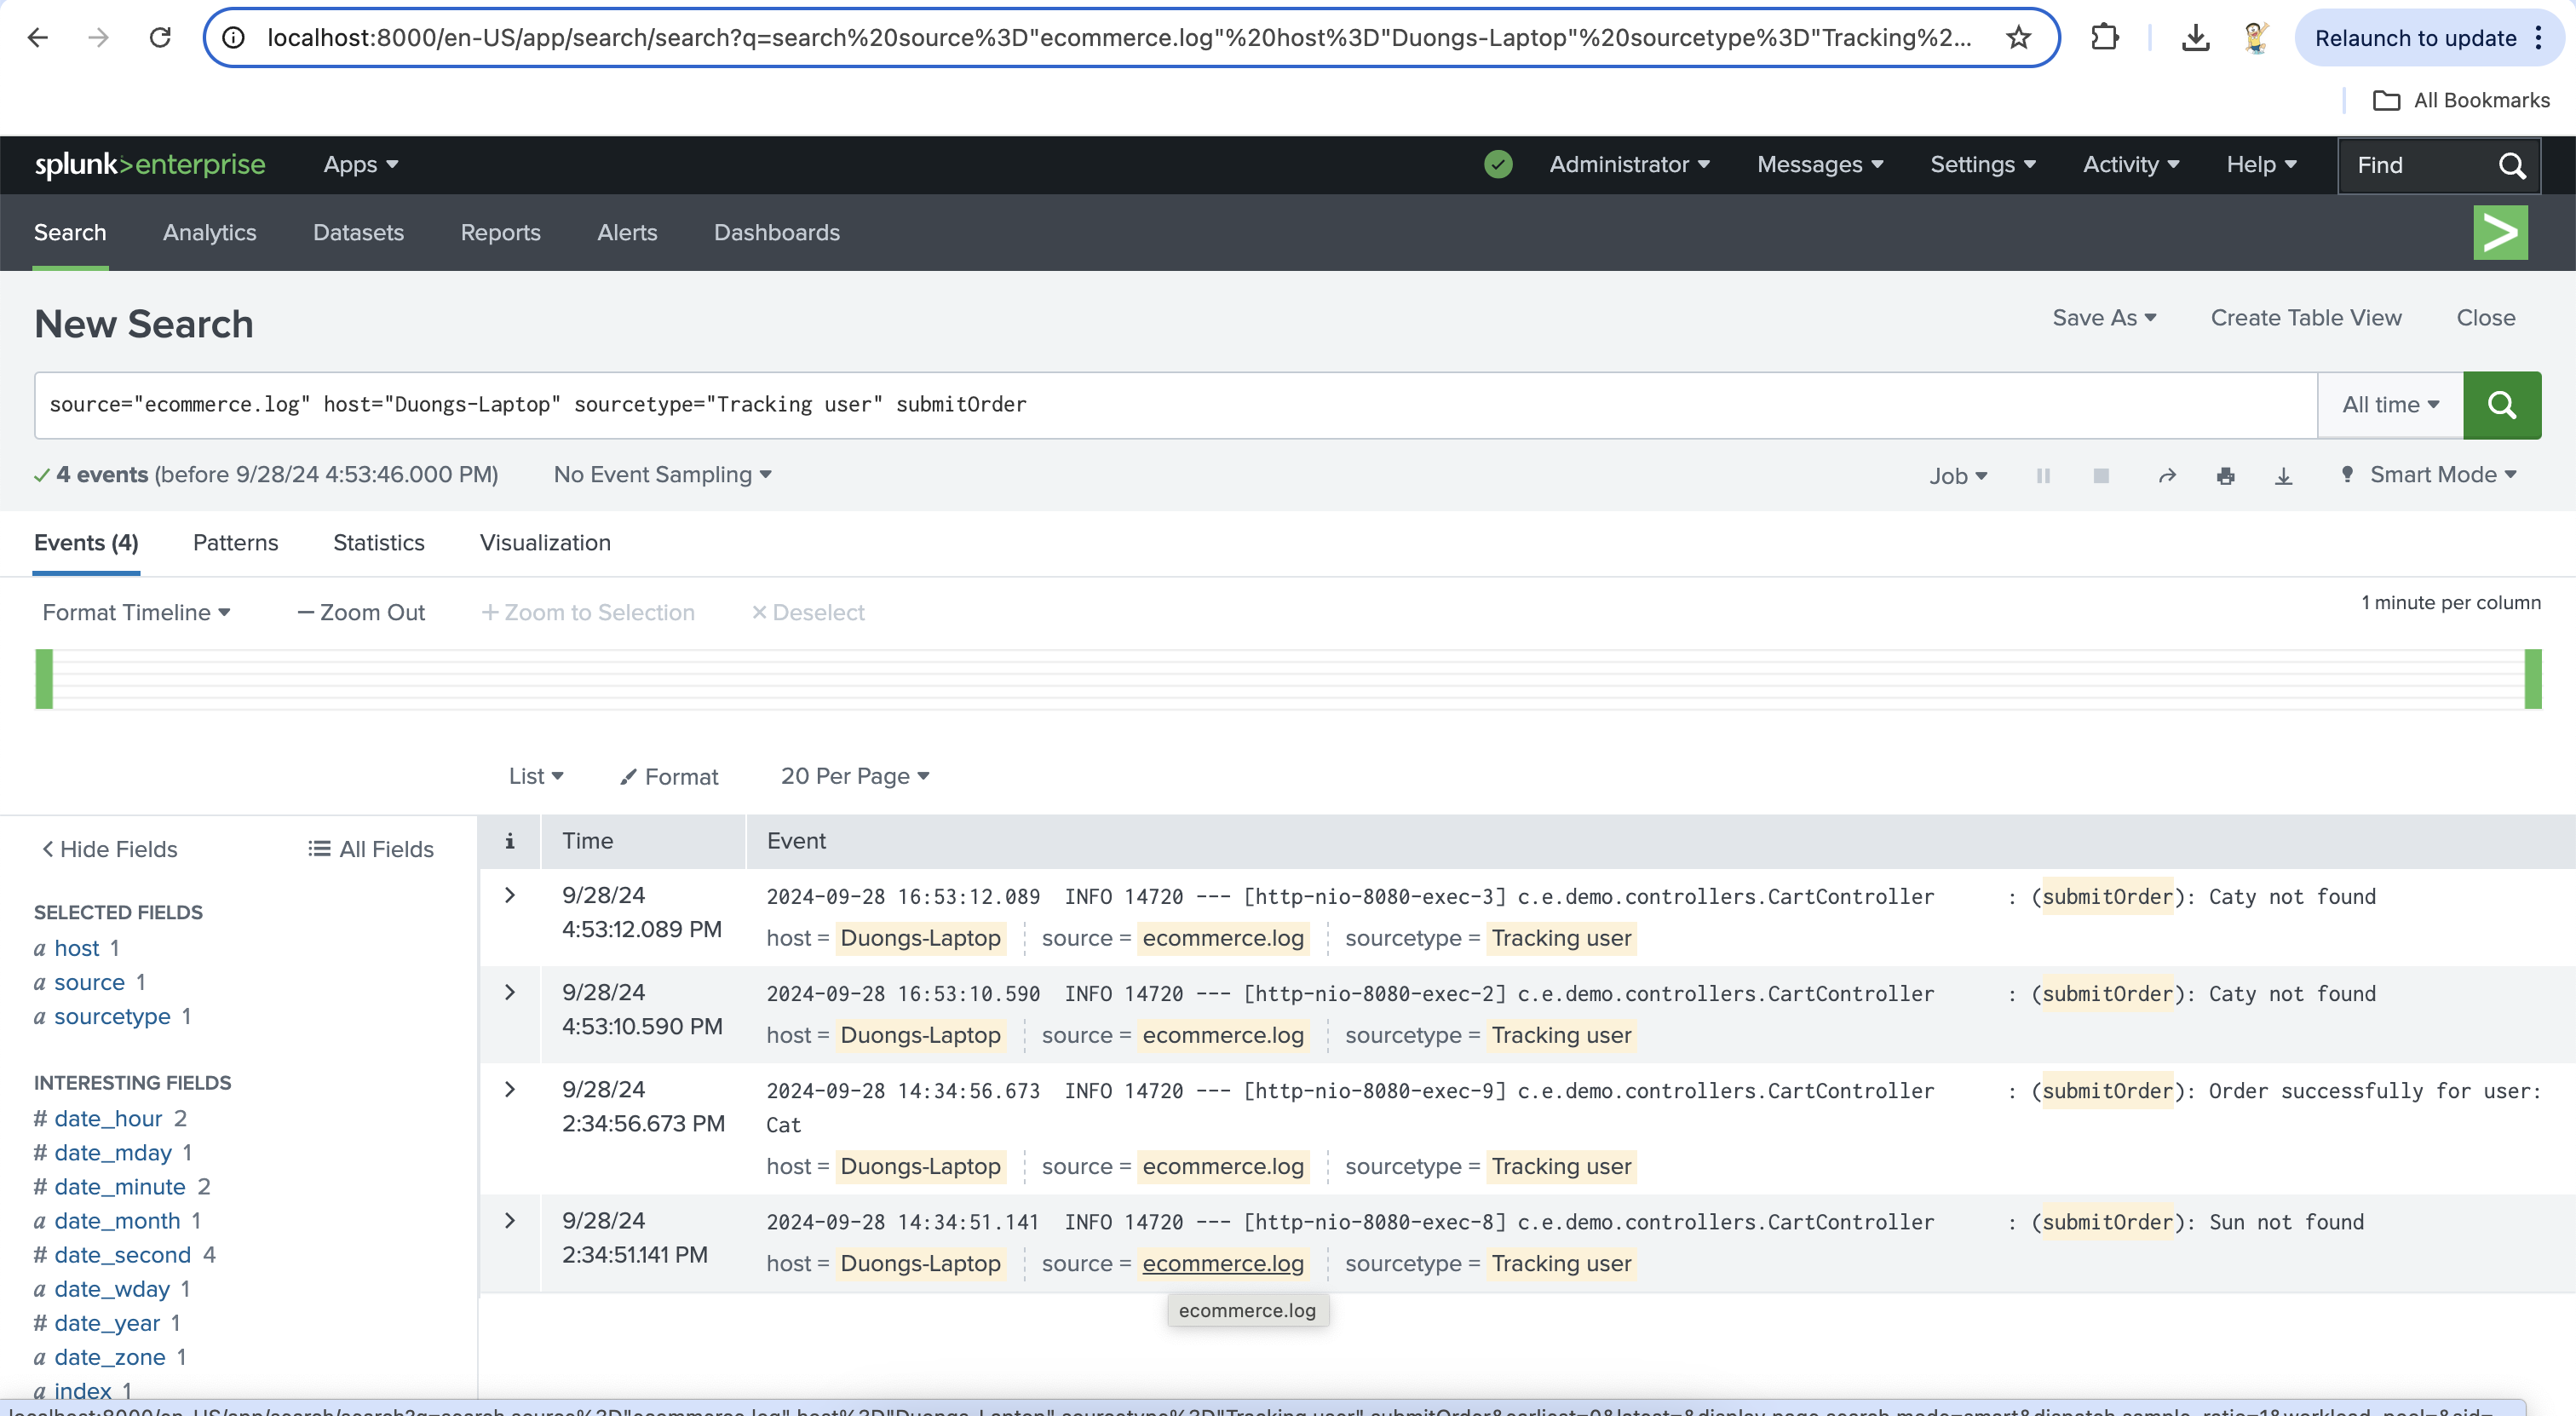 localhost:8000/en-US/app/search/search?q=search%20source%3D"ecommerce.log"%20host%3D"Duongs-Laptop"%20sourcetype%3D"Tracking%2...
Relaunch to update
All Bookmarks
splunk>enterprise Apps Administrator Messages Settings Activity Help Find
Search Analytics Datasets Reports Alerts Dashboards
New Search Save As Create Table View Close
source="ecommerce.log" host="Duongs-Laptop" sourcetype="Tracking user" submitOrder All time
4 events (before 9/28/24 4:53:46.000 PM) No Event Sampling Job Smart Mode
Events (4) Patterns Statistics Visualization
Format Timeline — Zoom Out + Zoom to Selection × Deselect 1 minute per column
List Format 20 Per Page
< Hide Fields All Fields
SELECTED FIELDS
a host 1
a source 1
a sourcetype 1
INTERESTING FIELDS
# date_hour 2
# date_mday 1
# date_minute 2
a date_month 1
# date_second 4
a date_wday 1
# date_year 1
a date_zone 1
a index 1
i Time Event
9/28/24
4:53:12.089 PM
2024-09-28 16:53:12.089 INFO 14720 --- [http-nio-8080-exec-3] c.e.demo.controllers.CartController : (submitOrder): Caty not found
host = Duongs-Laptop source = ecommerce.log sourcetype = Tracking user
9/28/24
4:53:10.590 PM
2024-09-28 16:53:10.590 INFO 14720 --- [http-nio-8080-exec-2] c.e.demo.controllers.CartController : (submitOrder): Caty not found
host = Duongs-Laptop source = ecommerce.log sourcetype = Tracking user
9/28/24
2:34:56.673 PM
2024-09-28 14:34:56.673 INFO 14720 --- [http-nio-8080-exec-9] c.e.demo.controllers.CartController : (submitOrder): Order successfully for user:
Cat
host = Duongs-Laptop source = ecommerce.log sourcetype = Tracking user
9/28/24
2:34:51.141 PM
2024-09-28 14:34:51.141 INFO 14720 --- [http-nio-8080-exec-8] c.e.demo.controllers.CartController : (submitOrder): Sun not found
host = Duongs-Laptop source = ecommerce.log sourcetype = Tracking user
ecommerce.log